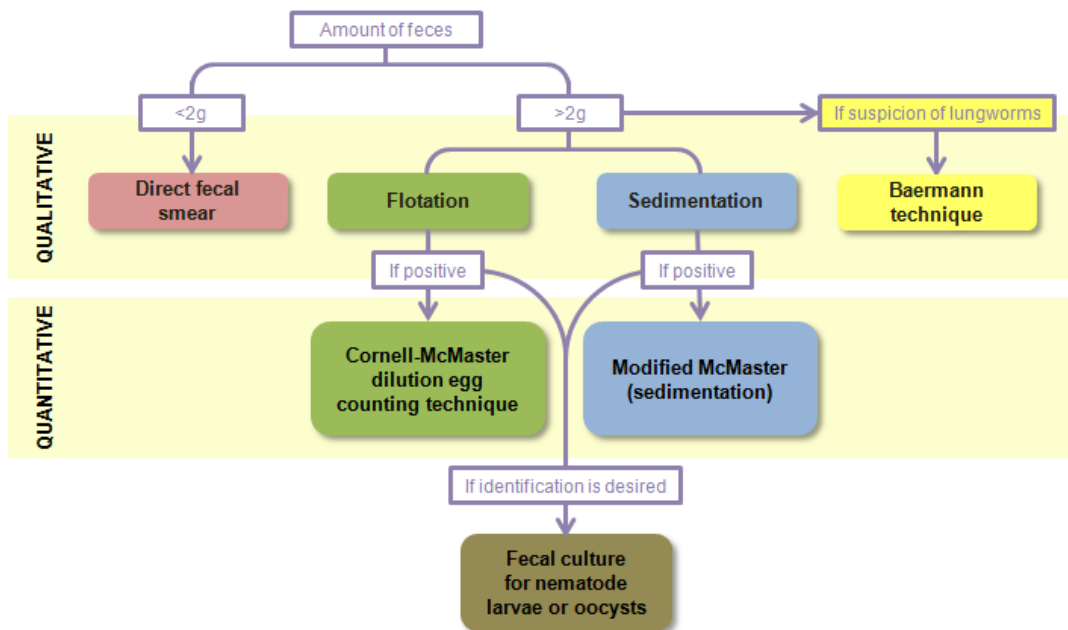 Amount of feces
<2g
>2g
If suspicion of lungworms
QUALITATIVE
Direct fecal
smear
Flotation
Sedimentation
Baermann
technique
If positive
If positive
QUANTITATIVE
Cornell-McMaster
dilution egg
counting technique
Modified McMaster
(sedimentation)
If identification is desired
Fecal culture
for nematode
larvae or oocysts